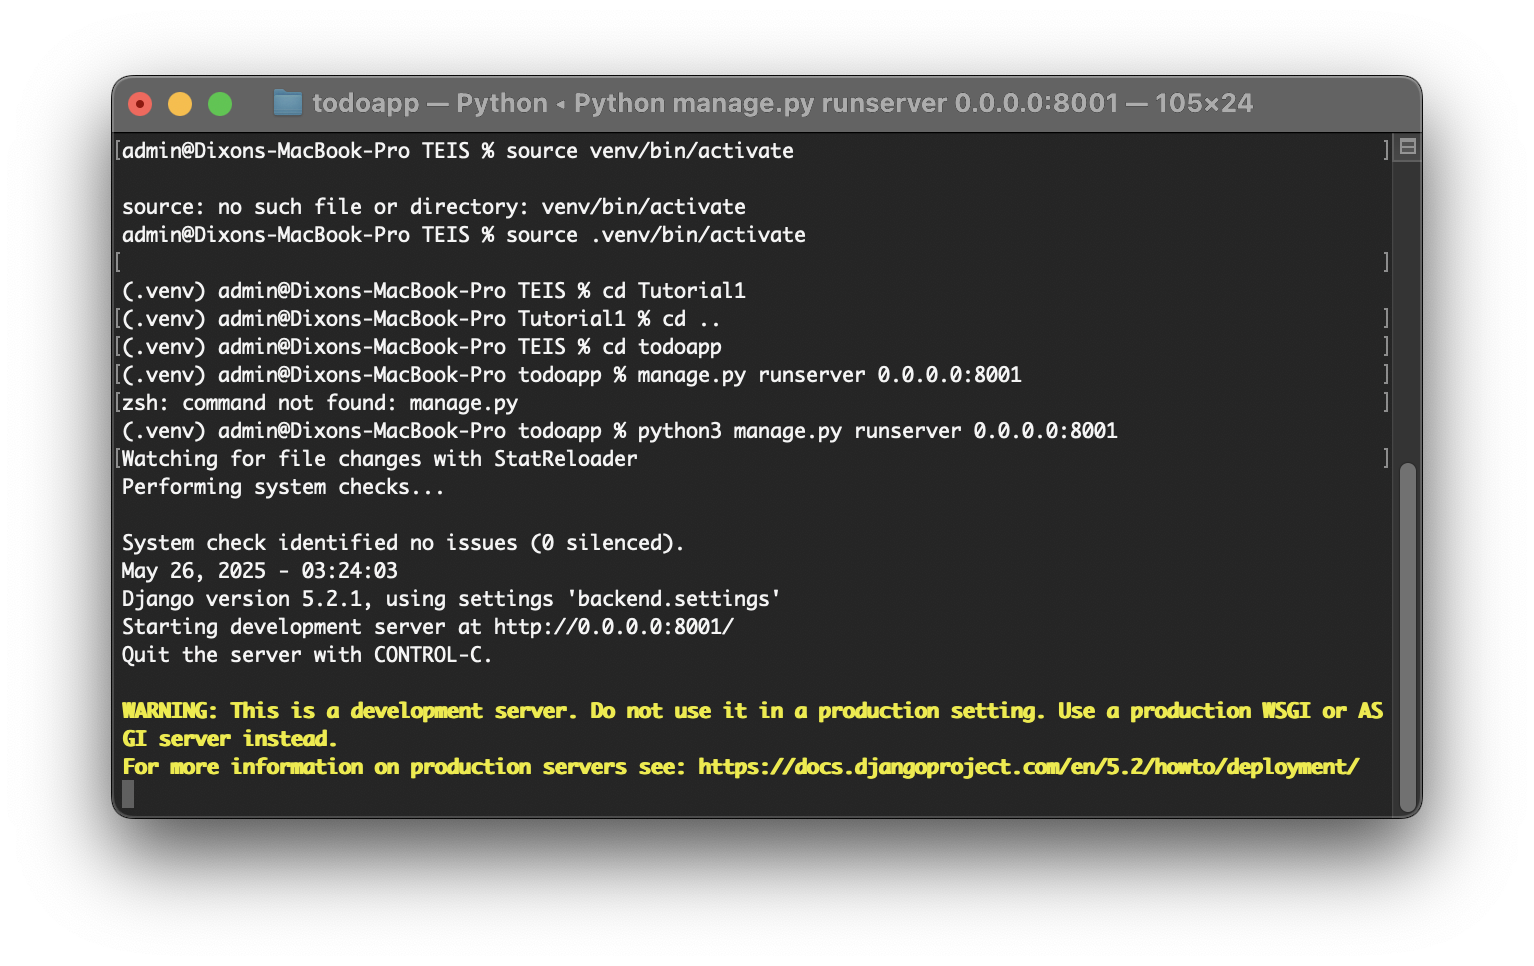 todoapp — Python ◂ Python manage.py runserver 0.0.0.0:8001 — 105×24
[admin@Dixons-MacBook-Pro TEIS % source venv/bin/activate ]
source: no such file or directory: venv/bin/activate
admin@Dixons-MacBook-Pro TEIS % source .venv/bin/activate
[ ]
(.venv) admin@Dixons-MacBook-Pro TEIS % cd Tutorial1
[(.venv) admin@Dixons-MacBook-Pro Tutorial1 % cd .. ]
[(.venv) admin@Dixons-MacBook-Pro TEIS % cd todoapp ]
[(.venv) admin@Dixons-MacBook-Pro todoapp % manage.py runserver 0.0.0.0:8001 ]
[zsh: command not found: manage.py ]
(.venv) admin@Dixons-MacBook-Pro todoapp % python3 manage.py runserver 0.0.0.0:8001
[Watching for file changes with StatReloader ]
Performing system checks...
System check identified no issues (0 silenced).
May 26, 2025 - 03:24:03
Django version 5.2.1, using settings 'backend.settings'
Starting development server at http://0.0.0.0:8001/
Quit the server with CONTROL-C.
WARNING: This is a development server. Do not use it in a production setting. Use a production WSGI or AS
GI server instead.
For more information on production servers see: https://docs.djangoproject.com/en/5.2/howto/deployment/